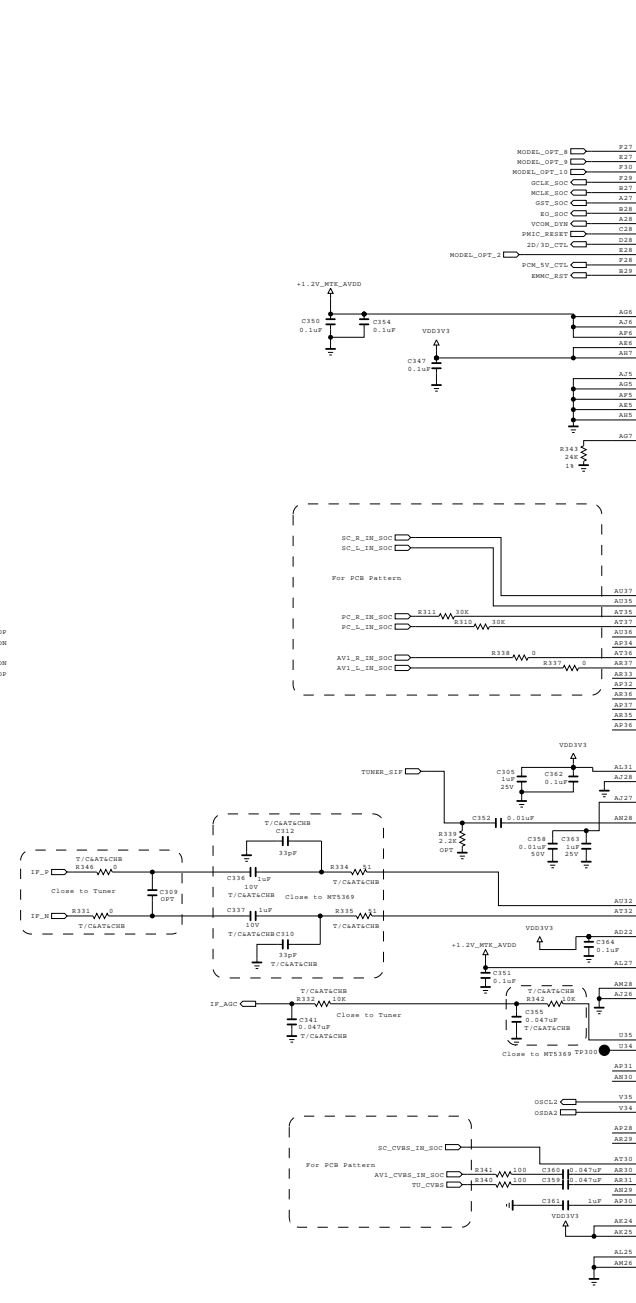 MODEL_OPT_8 F27
MODEL_OPT_9 E27
MODEL_OPT_10 F30
GCLK_SOC F29
MCLK_SOC B27
GST_SOC A27
EO_SOC B28
VCOM_DYN A28
PMIC_RESET C28
2D/3D_CTL D28
MODEL_OPT_2 E28
PCM_5V_CTL F28
EMMC_RST B29
+1.2V_MTK_AVDD
AG6
C350 C354 AJ6
0.1uF 0.1uF VDD3V3 AF6
AE6
C347 AH7
0.1uF
AJ5
AG5
AF5
AE5
AH5
AG7
R343
24K
1%
SC_R_IN_SOC
SC_L_IN_SOC
For PCB Pattern
AU37
AU35
PC_R_IN_SOC R311 30K AT35
PC_L_IN_SOC R310 30K AT37
OP AU36
ON AP34
AV1_R_IN_SOC R338 0 AT36
ON AV1_L_IN_SOC R337 0 AR37
OP AR33
AP32
AR36
AP37
AR35
AP36
VDD3V3
TUNER_SIF C305 C362 AL31
1uF 0.1uF AJ28
25V
AJ27
C352 0.01uF AN28
T/C&AT&CHB
C312
R339
2.2K
OPT
C358 C363
0.01uF 1uF
50V 25V
33pF
T/C&AT&CHB
IF_P R346 0 C336 1uF R334 51
10V T/C&AT&CHB
Close to Tuner C309 T/C&AT&CHB Close to MT5369
OPT
IF_N R331 0 C337 1uF R335 51
T/C&AT&CHB 10V T/C&AT&CHB
T/C&AT&CHB C310
33pF
T/C&AT&CHB
AU32
AT32
VDD3V3 AD22
+1.2V_MTK_AVDD C364
0.1uF
AL27
C351
0.1uF
AM28
AJ26
T/C&AT&CHB T/C&AT&CHB
IF_AGC R332 10K R342 10K
C341 Close to Tuner C355
0.047uF 0.047uF
T/C&AT&CHB T/C&AT&CHB
U35
Close to MT5369 TP300 U34
AP31
AN30
OSCL2 V35
OSDA2 V34
AP28
AR29
SC_CVBS_IN_SOC
For PCB Pattern AT30
AV1_CVBS_IN_SOC R341 100 C360 0.047uF AR30
TU_CVBS R340 100 C359 0.047uF AR31
AN29
C361 1uF AP30
VDD3V3
AK24
AK25
AL25
AM26